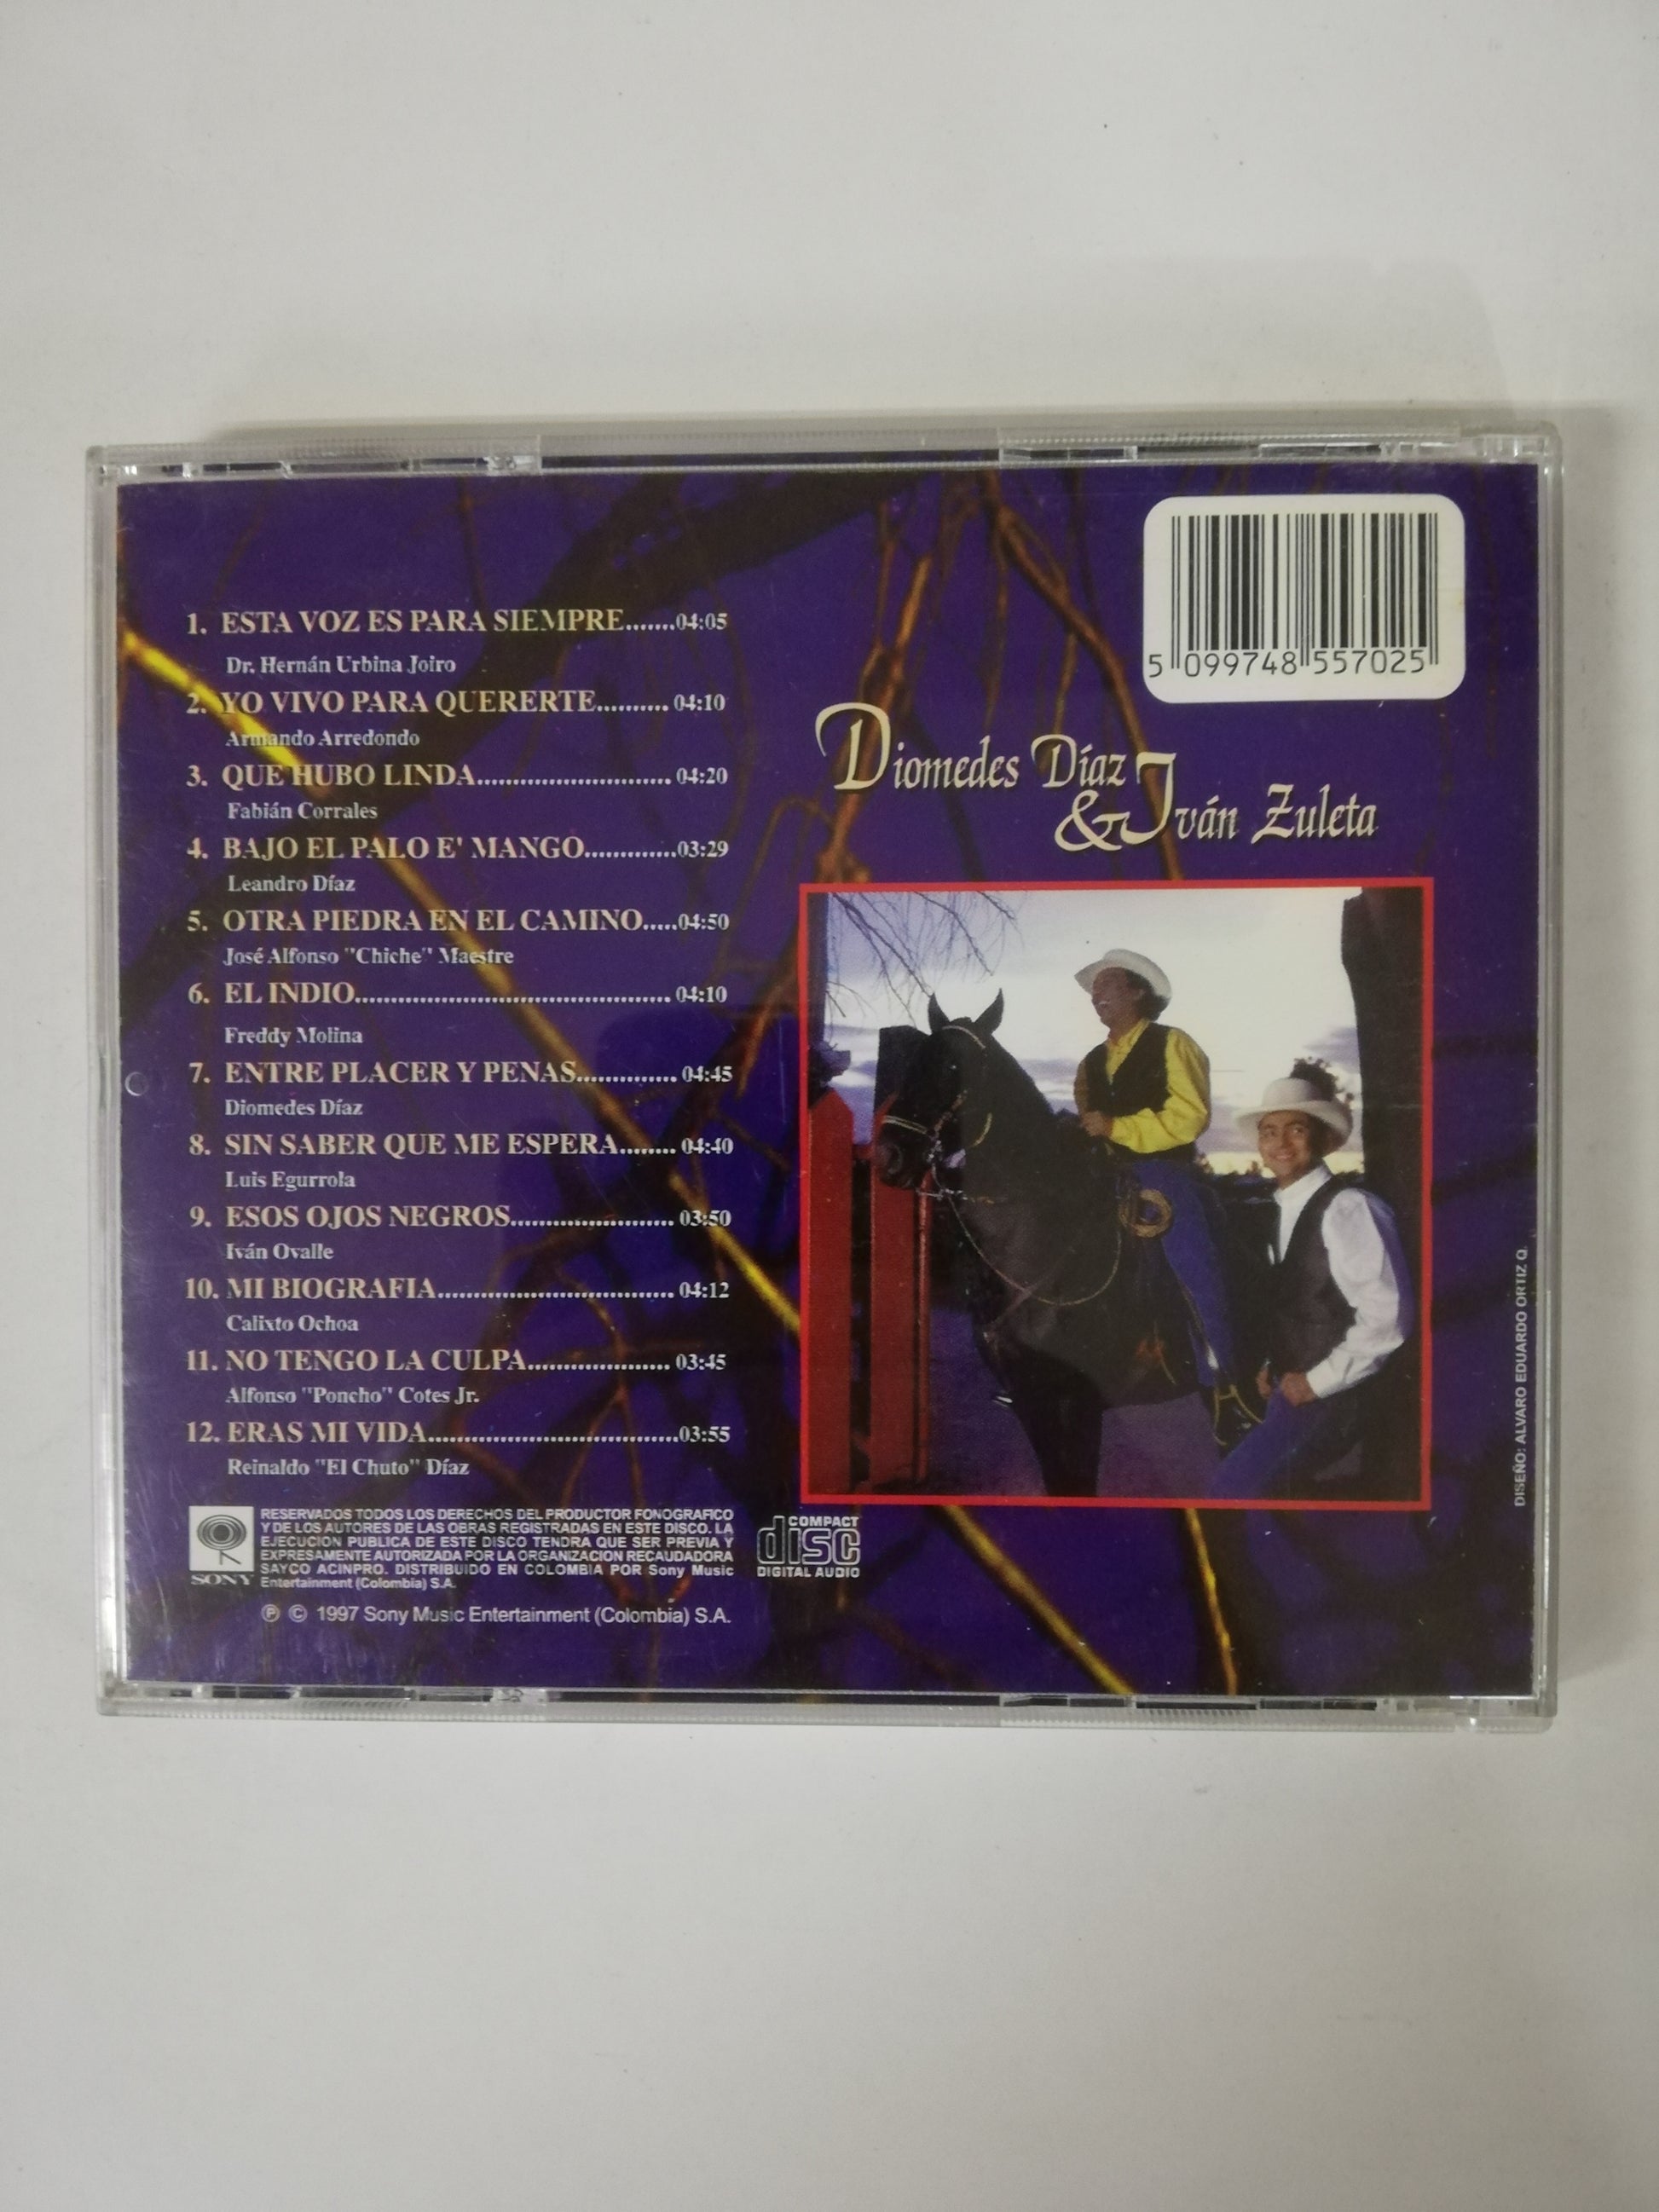 1. ESTA VOZ ES PARA SIEMPRE.......04:05
Dr. Hernán Urbina Joiro
2. YO VIVO PARA QUERERTE.......... 04:10
Armando Arredondo
3. QUE HUBO LINDA........................... 04:20
Fabián Corrales
4. BAJO EL PALO E' MANGO.............03:29
Leandro Díaz
5. OTRA PIEDRA EN EL CAMINO.....04:50
José Alfonso "Chiche" Maestre
6. EL INDIO............................................ 04:10
Freddy Molina
7. ENTRE PLACER Y PENAS.............. 04:45
Diomedes Díaz
8. SIN SABER QUE ME ESPERA........ 04:40
Luis Egurrola
9. ESOS OJOS NEGROS....................... 03:50
Iván Ovalle
10. MI BIOGRAFIA................................. 04:12
Calixto Ochoa
11. NO TENGO LA CULPA.................... 03:45
Alfonso "Poncho" Cotes Jr.
12. ERAS MI VIDA...................................03:55
Reinaldo "El Chuto" Díaz
SONY
RESERVADOS TODOS LOS DERECHOS DEL PRODUCTOR FONOGRAFICO
Y DE LOS AUTORES DE LAS OBRAS REGISTRADAS EN ESTE DISCO. LA
EJECUCION PUBLICA DE ESTE DISCO TENDRA QUE SER PREVIA Y
EXPRESAMENTE AUTORIZADA POR LA ORGANIZACION RECAUDADORA
SAYCO ACINPRO. DISTRIBUIDO EN COLOMBIA POR Sony Music
Entertainment (Colombia) S.A.
℗ © 1997 Sony Music Entertainment (Colombia) S.A.
COMPACT
disc
DIGITAL AUDIO
5 099748 557025
Diomedes Díaz
& Iván Zuleta
DISEÑO: ALVARO EDUARDO ORTIZ Q.